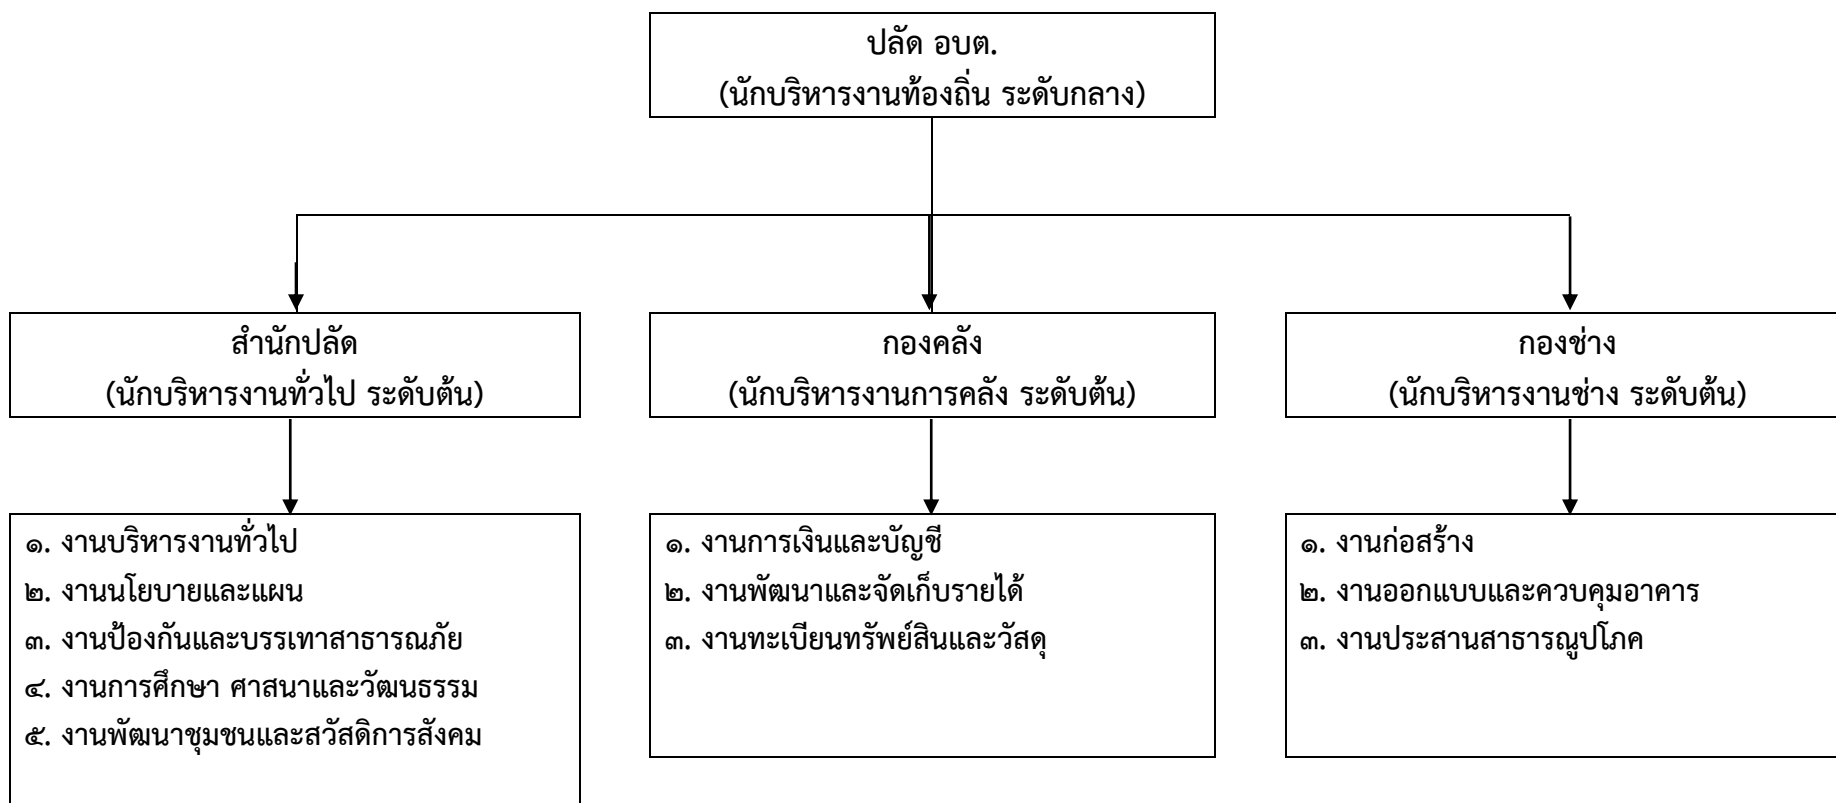 ปลัด อบต.
(นักบริหารงานท้องถิ่น ระดับกลาง)
สำนักปลัด
(นักบริหารงานทั่วไป ระดับต้น)
กองคลัง
(นักบริหารงานการคลัง ระดับต้น)
กองช่าง
(นักบริหารงานช่าง ระดับต้น)
๑. งานบริหารงานทั่วไป
๒. งานนโยบายและแผน
๓. งานป้องกันและบรรเทาสาธารณภัย
๔. งานการศึกษา ศาสนาและวัฒนธรรม
๕. งานพัฒนาชุมชนและสวัสดิการสังคม
๑. งานการเงินและบัญชี
๒. งานพัฒนาและจัดเก็บรายได้
๓. งานทะเบียนทรัพย์สินและวัสดุ
๑. งานก่อสร้าง
๒. งานออกแบบและควบคุมอาคาร
๓. งานประสานสาธารณูปโภค